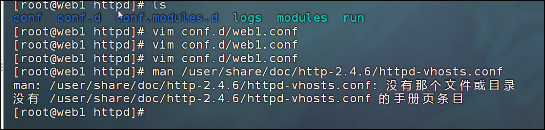 [root@web1 httpd]# ls
conf conf.d conf.modules.d logs modules run
[root@web1 httpd]# vim conf.d/web1.conf
[root@web1 httpd]# vim conf.d/web1.conf
[root@web1 httpd]# vim conf.d/web1.conf
[root@web1 httpd]# man /user/share/doc/http-2.4.6/httpd-vhosts.conf
man: /user/share/doc/http-2.4.6/httpd-vhosts.conf: 没有那个文件或目录
没有 /user/share/doc/http-2.4.6/httpd-vhosts.conf 的手册页条目
[root@web1 httpd]#